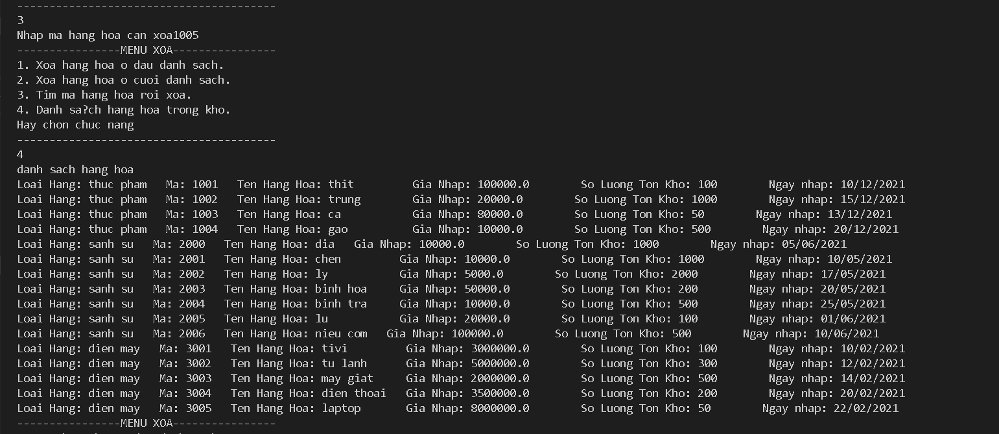 ----------------------------------------
3
Nhap ma hang hoa can xoa1005
----------------MENU XOA----------------
1. Xoa hang hoa o dau danh sach.
2. Xoa hang hoa o cuoi danh sach.
3. Tim ma hang hoa roi xoa.
4. Danh sa?ch hang hoa trong kho.
Hay chon chuc nang
----------------------------------------
4
danh sach hang hoa
Loai Hang: thuc pham   Ma: 1001   Ten Hang Hoa: thit         Gia Nhap: 100000.0        So Luong Ton Kho: 100        Ngay nhap: 10/12/2021
Loai Hang: thuc pham   Ma: 1002   Ten Hang Hoa: trung        Gia Nhap: 20000.0        So Luong Ton Kho: 1000        Ngay nhap: 15/12/2021
Loai Hang: thuc pham   Ma: 1003   Ten Hang Hoa: ca           Gia Nhap: 80000.0        So Luong Ton Kho: 50        Ngay nhap: 13/12/2021
Loai Hang: thuc pham   Ma: 1004   Ten Hang Hoa: gao          Gia Nhap: 10000.0        So Luong Ton Kho: 500        Ngay nhap: 20/12/2021
Loai Hang: sanh su   Ma: 2000   Ten Hang Hoa: dia   Gia Nhap: 10000.0        So Luong Ton Kho: 1000        Ngay nhap: 05/06/2021
Loai Hang: sanh su   Ma: 2001   Ten Hang Hoa: chen         Gia Nhap: 10000.0        So Luong Ton Kho: 1000        Ngay nhap: 10/05/2021
Loai Hang: sanh su   Ma: 2002   Ten Hang Hoa: ly           Gia Nhap: 5000.0        So Luong Ton Kho: 2000        Ngay nhap: 17/05/2021
Loai Hang: sanh su   Ma: 2003   Ten Hang Hoa: binh hoa     Gia Nhap: 50000.0        So Luong Ton Kho: 200        Ngay nhap: 20/05/2021
Loai Hang: sanh su   Ma: 2004   Ten Hang Hoa: binh tra     Gia Nhap: 10000.0        So Luong Ton Kho: 500        Ngay nhap: 25/05/2021
Loai Hang: sanh su   Ma: 2005   Ten Hang Hoa: lu           Gia Nhap: 20000.0        So Luong Ton Kho: 100        Ngay nhap: 01/06/2021
Loai Hang: sanh su   Ma: 2006   Ten Hang Hoa: nieu com   Gia Nhap: 100000.0        So Luong Ton Kho: 500        Ngay nhap: 10/06/2021
Loai Hang: dien may   Ma: 3001   Ten Hang Hoa: tivi         Gia Nhap: 3000000.0        So Luong Ton Kho: 100        Ngay nhap: 10/02/2021
Loai Hang: dien may   Ma: 3002   Ten Hang Hoa: tu lanh      Gia Nhap: 5000000.0        So Luong Ton Kho: 300        Ngay nhap: 12/02/2021
Loai Hang: dien may   Ma: 3003   Ten Hang Hoa: may giat     Gia Nhap: 2000000.0        So Luong Ton Kho: 500        Ngay nhap: 14/02/2021
Loai Hang: dien may   Ma: 3004   Ten Hang Hoa: dien thoai   Gia Nhap: 3500000.0        So Luong Ton Kho: 200        Ngay nhap: 20/02/2021
Loai Hang: dien may   Ma: 3005   Ten Hang Hoa: laptop       Gia Nhap: 8000000.0        So Luong Ton Kho: 50        Ngay nhap: 22/02/2021
----------------MENU XOA----------------